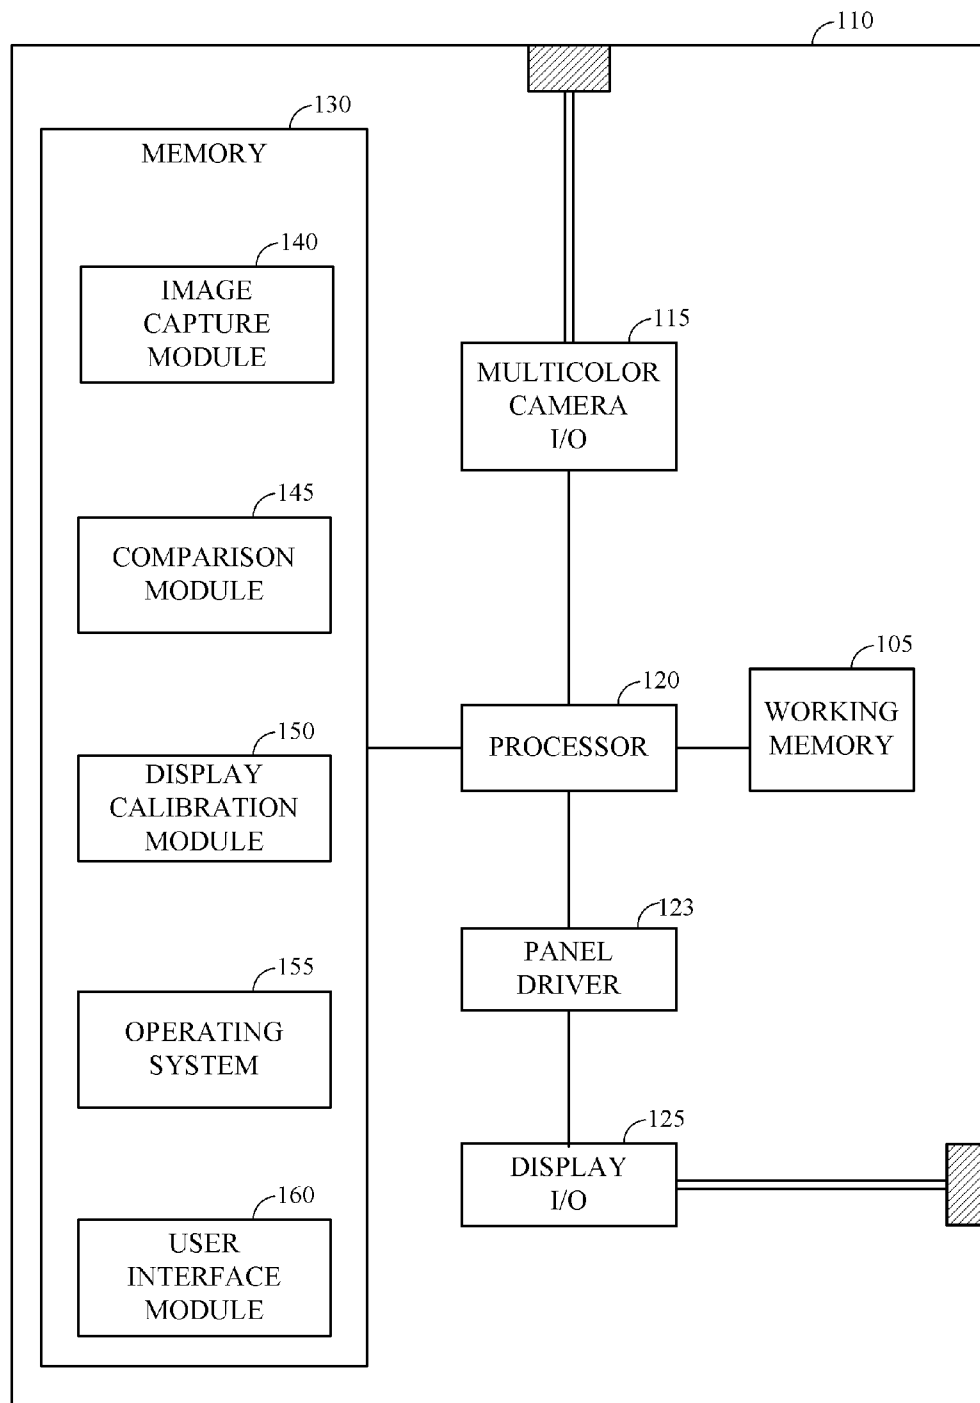 110
130
MEMORY
140
IMAGE
CAPTURE
MODULE
145
COMPARISON
MODULE
150
DISPLAY
CALIBRATION
MODULE
155
OPERATING
SYSTEM
160
USER
INTERFACE
MODULE
115
MULTICOLOR
CAMERA
I/O
120
PROCESSOR
105
WORKING
MEMORY
123
PANEL
DRIVER
125
DISPLAY
I/O